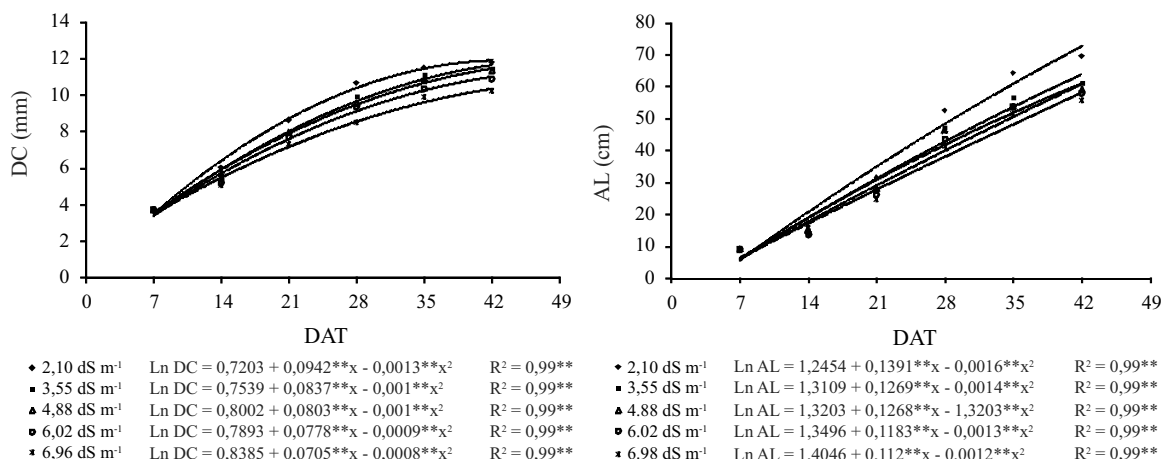 14
12
10
8
6
4
2
0
DC (mm)
0 7 14 21 28 35 42 49
DAT
2,10 dS m⁻¹ Ln DC = 0,7203 + 0,0942**x - 0,0013**x² R² = 0,99**
3,55 dS m⁻¹ Ln DC = 0,7539 + 0,0837**x - 0,001**x² R² = 0,99**
4,88 dS m⁻¹ Ln DC = 0,8002 + 0,0803**x - 0,001**x² R² = 0,99**
6,02 dS m⁻¹ Ln DC = 0,7893 + 0,0778**x - 0,0009**x² R² = 0,99**
6,96 dS m⁻¹ Ln DC = 0,8385 + 0,0705**x - 0,0008**x² R² = 0,99**
80
70
60
50
40
30
20
10
0
AL (cm)
0 7 14 21 28 35 42 49
DAT
2,10 dS m⁻¹ Ln AL = 1,2454 + 0,1391**x - 0,0016**x² R² = 0,99**
3,55 dS m⁻¹ Ln AL = 1,3109 + 0,1269**x - 0,0014**x² R² = 0,99**
4.88 dS m⁻¹ Ln AL = 1,3203 + 0,1268**x - 1,3203**x² R² = 0,99**
6.02 dS m⁻¹ Ln AL = 1,3496 + 0,1183**x - 0,0013**x² R² = 0,99**
6,98 dS m⁻¹ Ln AL = 1.4046 + 0,112**x - 0,0012**x² R² = 0,99**